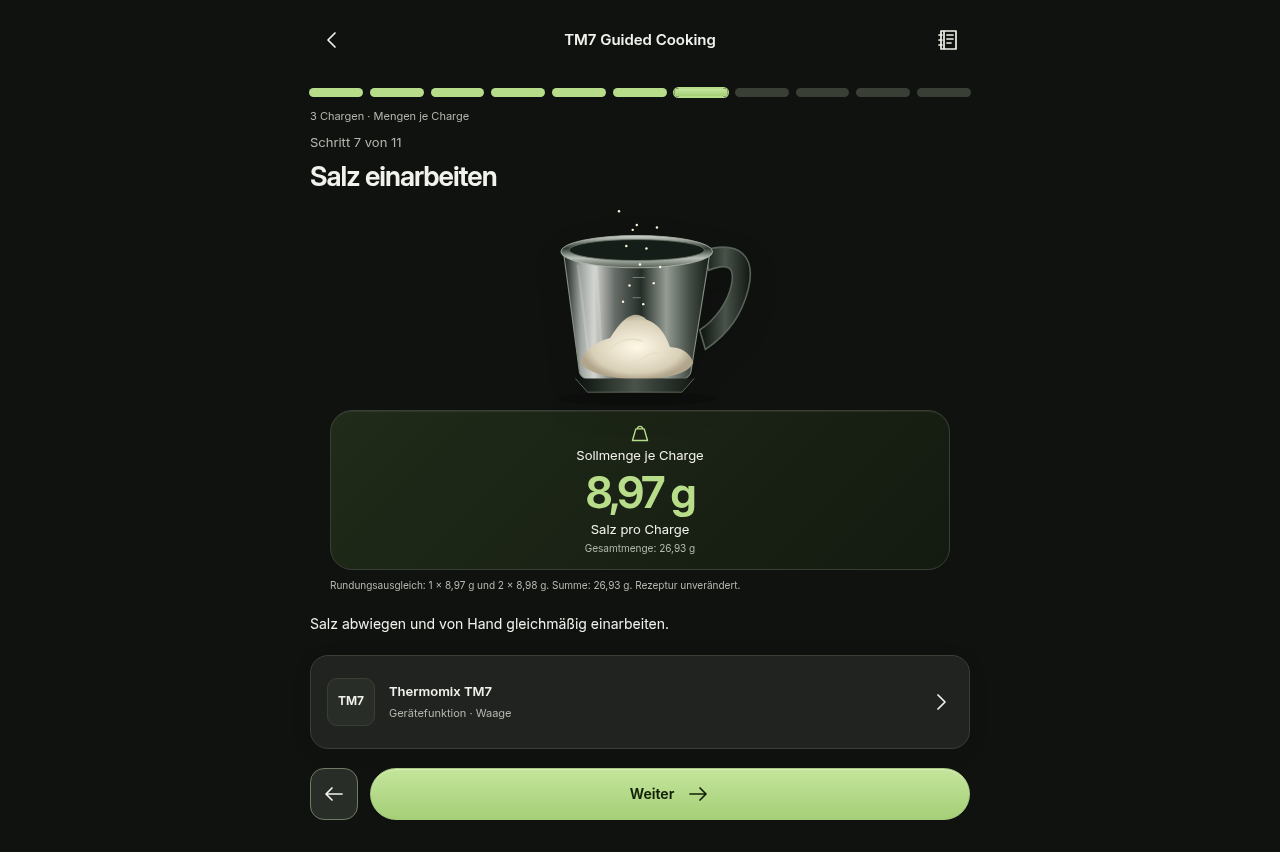 TM7 Guided Cooking
3 Chargen · Mengen je Charge
Schritt 7 von 11
Salz einarbeiten
Sollmenge je Charge
8,97 g
Salz pro Charge
Gesamtmenge: 26,93 g
Rundungsausgleich: 1 × 8,97 g und 2 × 8,98 g. Summe: 26,93 g. Rezeptur unverändert.
Salz abwiegen und von Hand gleichmäßig einarbeiten.
TM7
Thermomix TM7
Gerätefunktion · Waage
Weiter